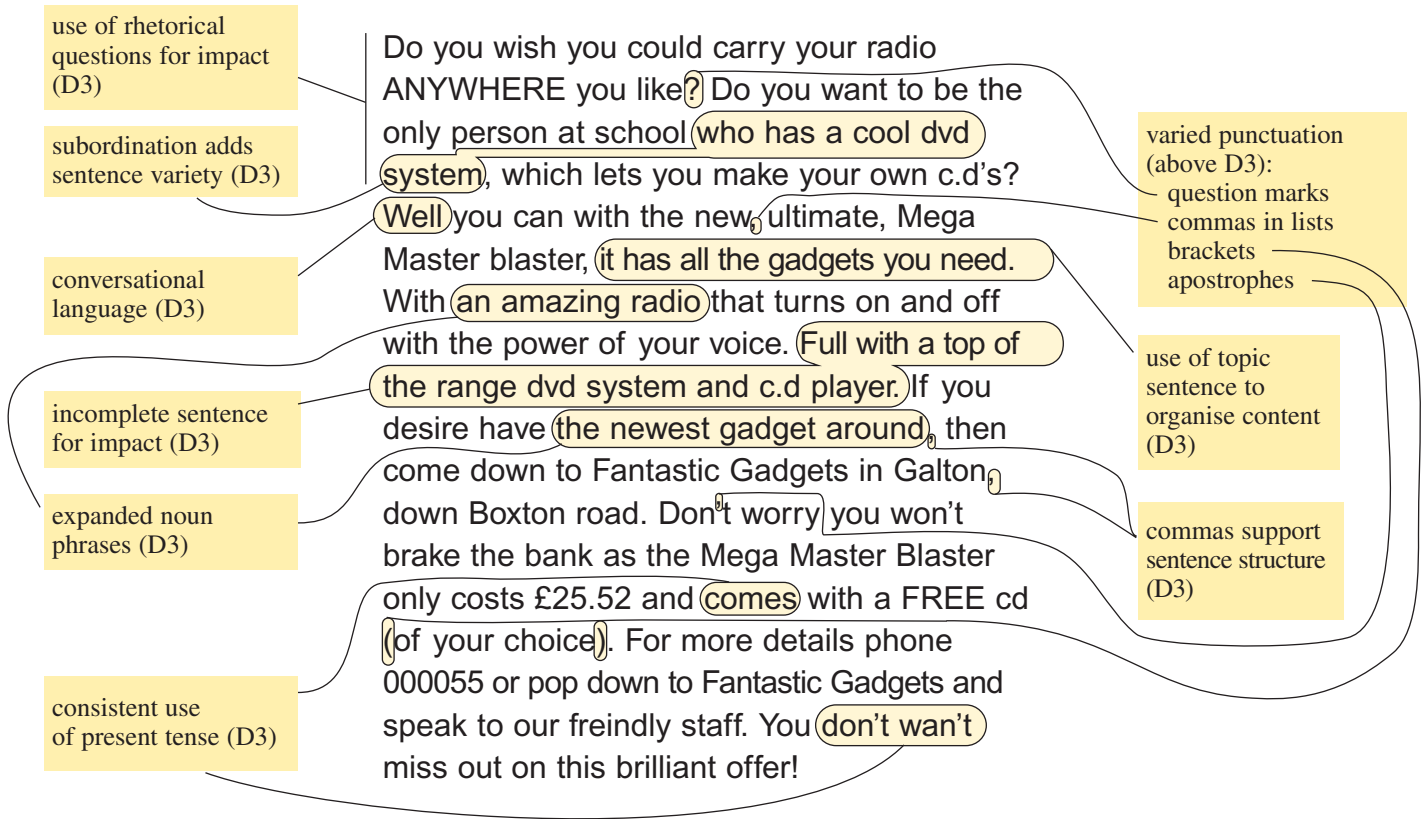 use of rhetorical
questions for impact
(D3)
subordination adds
sentence variety (D3)
conversational
language (D3)
incomplete sentence
for impact (D3)
expanded noun
phrases (D3)
consistent use
of present tense (D3)
Do you wish you could carry your radio
ANYWHERE you like? Do you want to be the
only person at school who has a cool dvd
system, which lets you make your own c.d's?
Well you can with the new, ultimate, Mega
Master blaster, it has all the gadgets you need.
With an amazing radio that turns on and off
with the power of your voice. Full with a top of
the range dvd system and c.d player. If you
desire have the newest gadget around, then
come down to Fantastic Gadgets in Galton,
down Boxton road. Don't worry you won't
brake the bank as the Mega Master Blaster
only costs £25.52 and comes with a FREE cd
(of your choice). For more details phone
000055 or pop down to Fantastic Gadgets and
speak to our freindly staff. You don't wan't
miss out on this brilliant offer!
varied punctuation
(above D3):
question marks
commas in lists
brackets
apostrophes
use of topic
sentence to
organise content
(D3)
commas support
sentence structure
(D3)